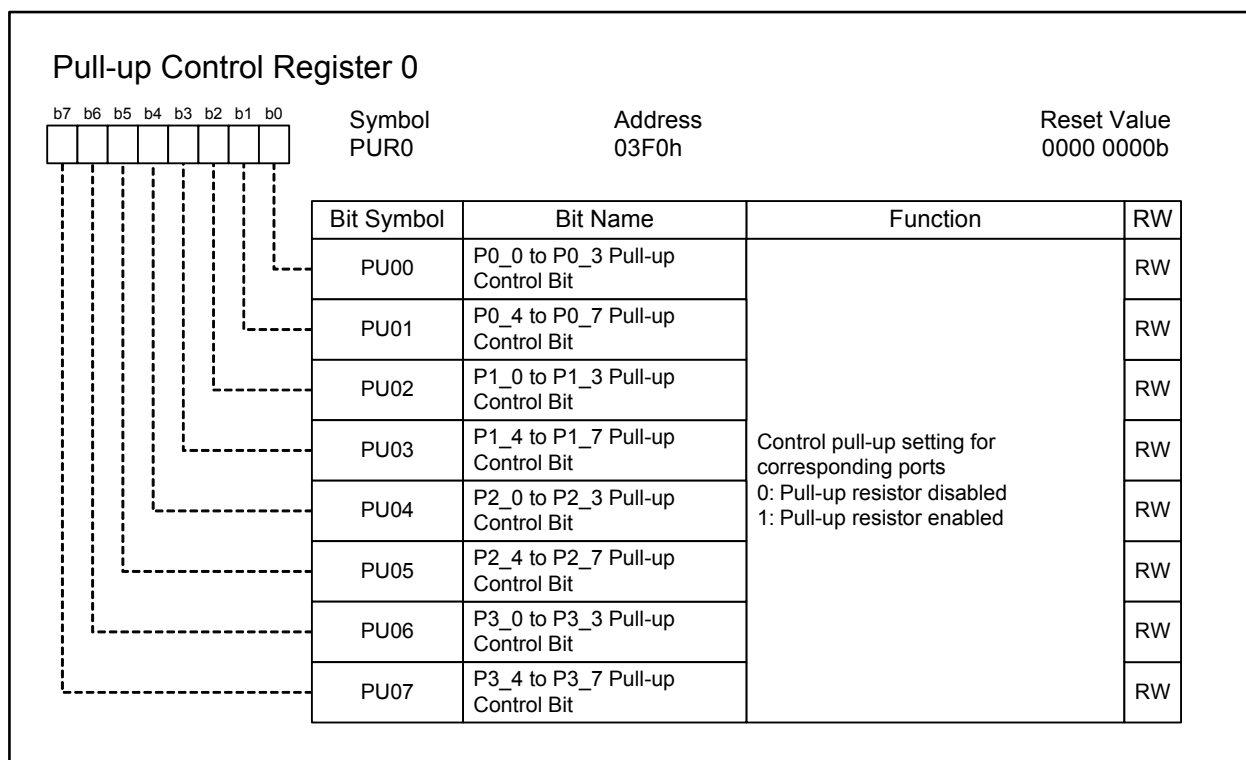 Pull-up Control Register 0
b7 b6 b5 b4 b3 b2 b1 b0
Symbol Address Reset Value
PUR0 03F0h 0000 0000b
Bit Symbol Bit Name Function RW
PU00 P0_0 to P0_3 Pull-up Control Bit RW
PU01 P0_4 to P0_7 Pull-up Control Bit RW
PU02 P1_0 to P1_3 Pull-up Control Bit RW
PU03 P1_4 to P1_7 Pull-up Control Bit RW
PU04 P2_0 to P2_3 Pull-up Control Bit RW
PU05 P2_4 to P2_7 Pull-up Control Bit RW
PU06 P3_0 to P3_3 Pull-up Control Bit RW
PU07 P3_4 to P3_7 Pull-up Control Bit RW
Control pull-up setting for
corresponding ports
0: Pull-up resistor disabled
1: Pull-up resistor enabled